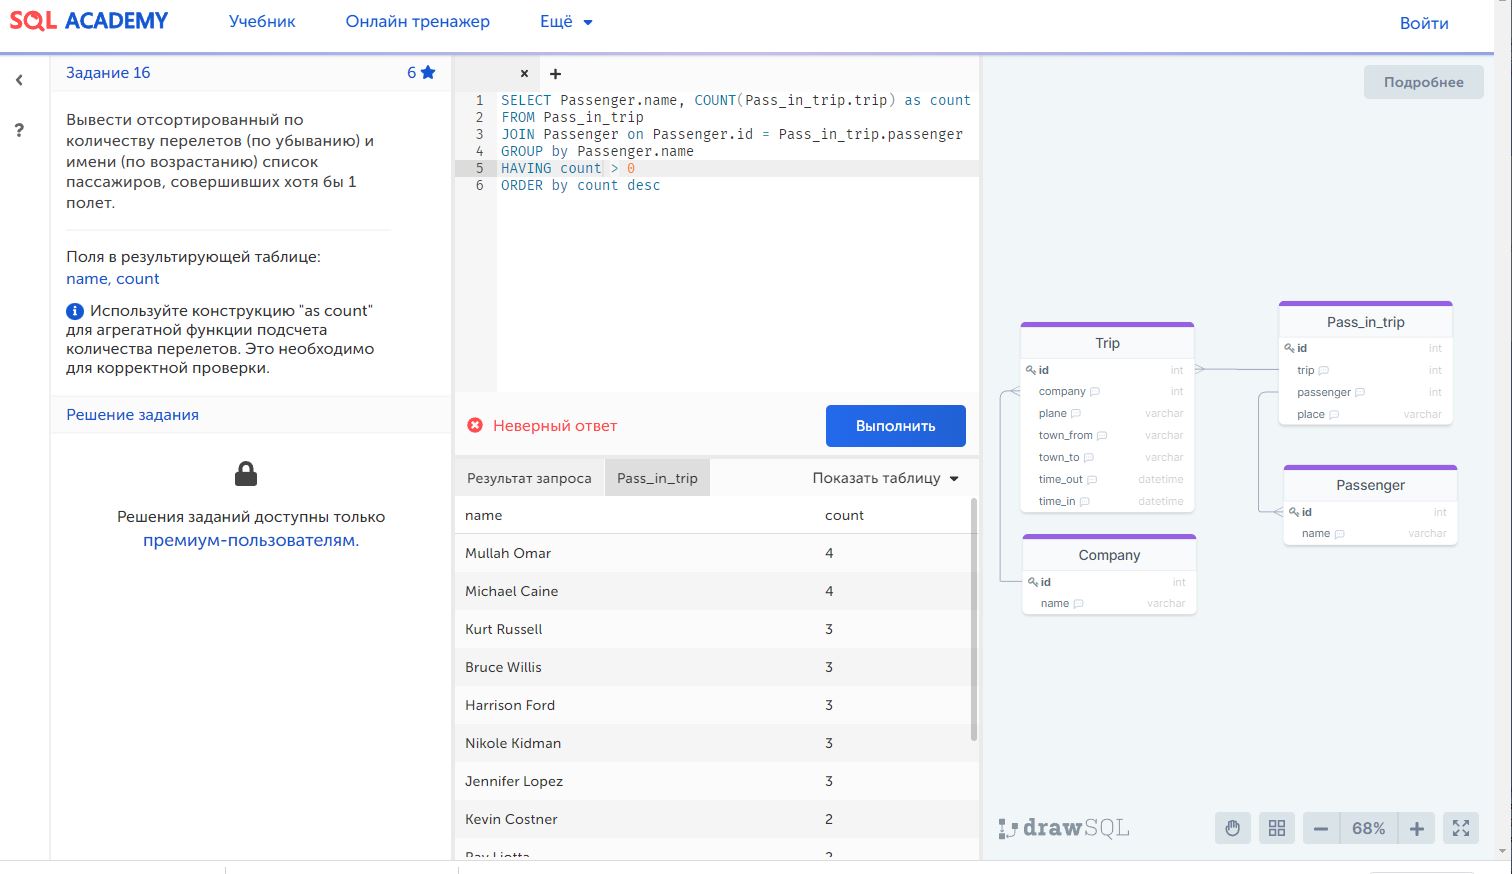 SQL ACADEMY Учебник Онлайн тренажер Ещё Войти
Задание 16 6
Вывести отсортированный по
количеству перелетов (по убыванию) и
имени (по возрастанию) список
пассажиров, совершивших хотя бы 1
полет.
Поля в результирующей таблице:
name, count
Используйте конструкцию "as count"
для агрегатной функции подсчета
количества перелетов. Это необходимо
для корректной проверки.
Решение задания
Решения заданий доступны только
премиум-пользователям.
1 SELECT Passenger.name, COUNT(Pass_in_trip.trip) as count
2 FROM Pass_in_trip
3 JOIN Passenger on Passenger.id = Pass_in_trip.passenger
4 GROUP by Passenger.name
5 HAVING count > 0
6 ORDER by count desc
Неверный ответ Выполнить
Результат запроса Pass_in_trip Показать таблицу
name count
Mullah Omar 4
Michael Caine 4
Kurt Russell 3
Bruce Willis 3
Harrison Ford 3
Nikole Kidman 3
Jennifer Lopez 3
Kevin Costner 2
Ray Liotta 2
Подробнее
Trip
id int
company int
plane varchar
town_from varchar
town_to varchar
time_out datetime
time_in datetime
Company
id int
name varchar
Pass_in_trip
id int
trip int
passenger int
place varchar
Passenger
id int
name varchar
drawSQL 68%